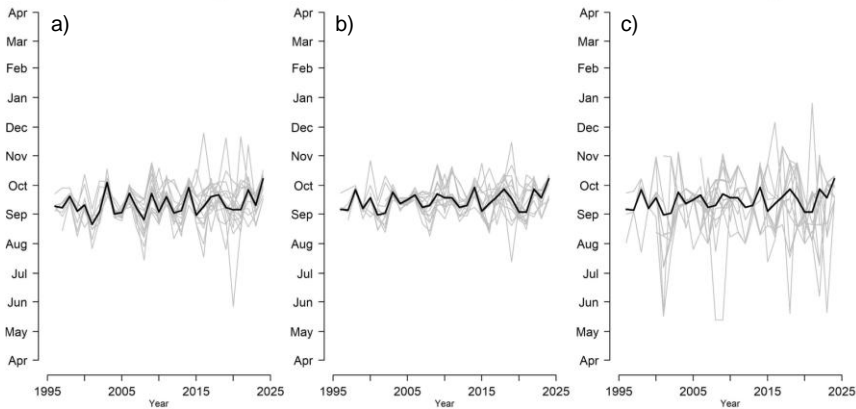 a)
Apr
Mar
Feb
Jan
Dec
Nov
Oct
Sep
Aug
Jul
Jun
May
Apr
1995
2005
2015
2025
Year
b)
Apr
Mar
Feb
Jan
Dec
Nov
Oct
Sep
Aug
Jul
Jun
May
Apr
1995
2005
2015
2025
Year
c)
Apr
Mar
Feb
Jan
Dec
Nov
Oct
Sep
Aug
Jul
Jun
May
Apr
1995
2005
2015
2025
Year